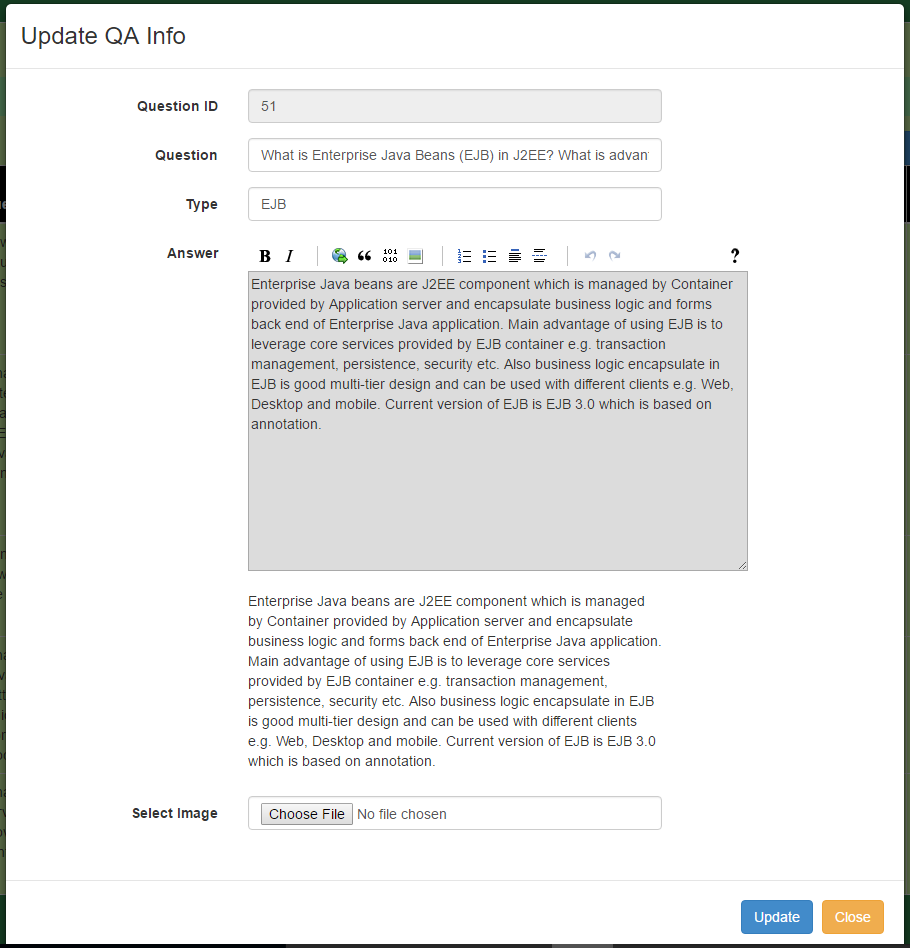 Update QA Info
Question ID
51
Question
What is Enterprise Java Beans (EJB) in J2EE? What is advan
Type
EJB
Answer
B I 101 010 ?
Enterprise Java beans are J2EE component which is managed by Container
provided by Application server and encapsulate business logic and forms
back end of Enterprise Java application. Main advantage of using EJB is to
leverage core services provided by EJB container e.g. transaction
management, persistence, security etc. Also business logic encapsulate in
EJB is good multi-tier design and can be used with different clients e.g. Web,
Desktop and mobile. Current version of EJB is EJB 3.0 which is based on
annotation.
Enterprise Java beans are J2EE component which is managed
by Container provided by Application server and encapsulate
business logic and forms back end of Enterprise Java application.
Main advantage of using EJB is to leverage core services
provided by EJB container e.g. transaction management,
persistence, security etc. Also business logic encapsulate in EJB
is good multi-tier design and can be used with different clients
e.g. Web, Desktop and mobile. Current version of EJB is EJB 3.0
which is based on annotation.
Select Image
Choose File No file chosen
Update Close